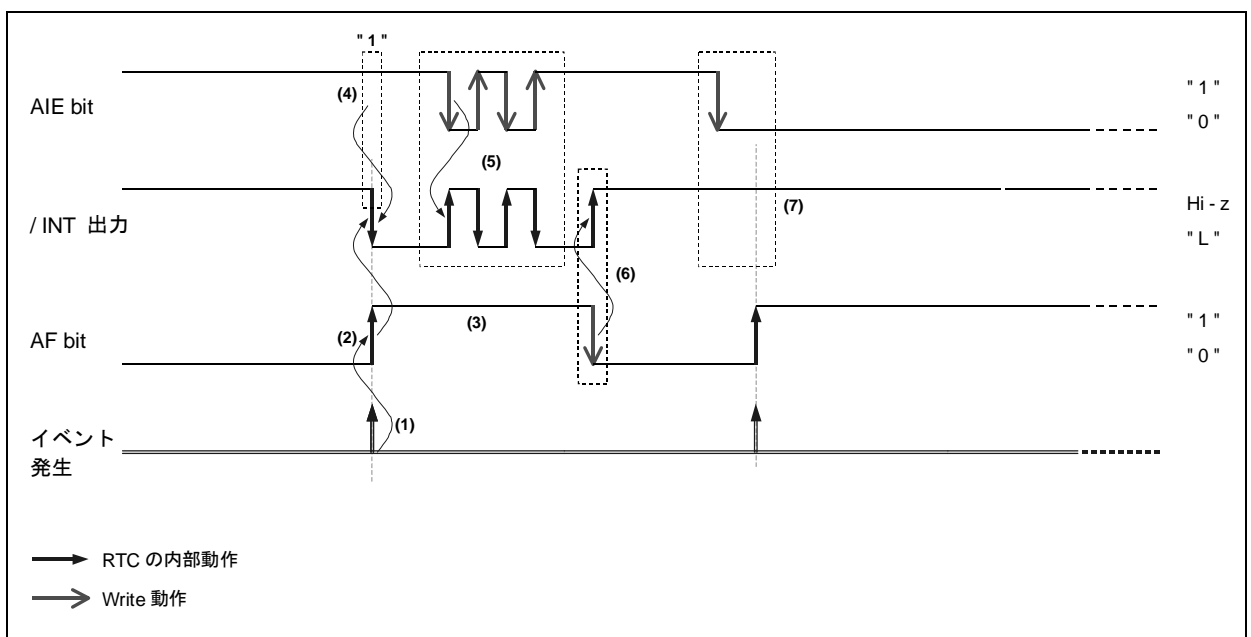 " 1 "
AIE bit
(4)
(5)
" 1 "
" 0 "
/ INT 出力
(7)
Hi - z
" L "
(6)
AF bit
(2)
(3)
" 1 "
" 0 "
(1)
イベント
発生
RTC の内部動作
Write 動作